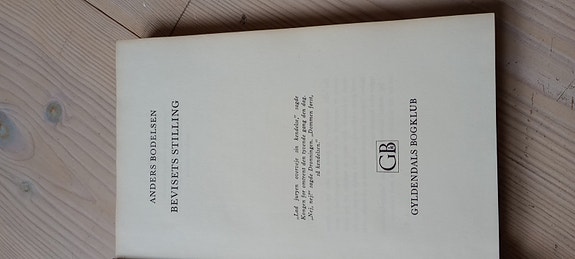 ANDERS BODELSEN
BEVISETS STILLING
„Lad juryen overveje sin kendelse,” sagde
Kongen for omtrent den tyvende gang den dag.
„Nej, nej!” sagde Dronningen. „Dommen først,
så kendelsen.”
GB
GYLDENDALS BOGKLUB